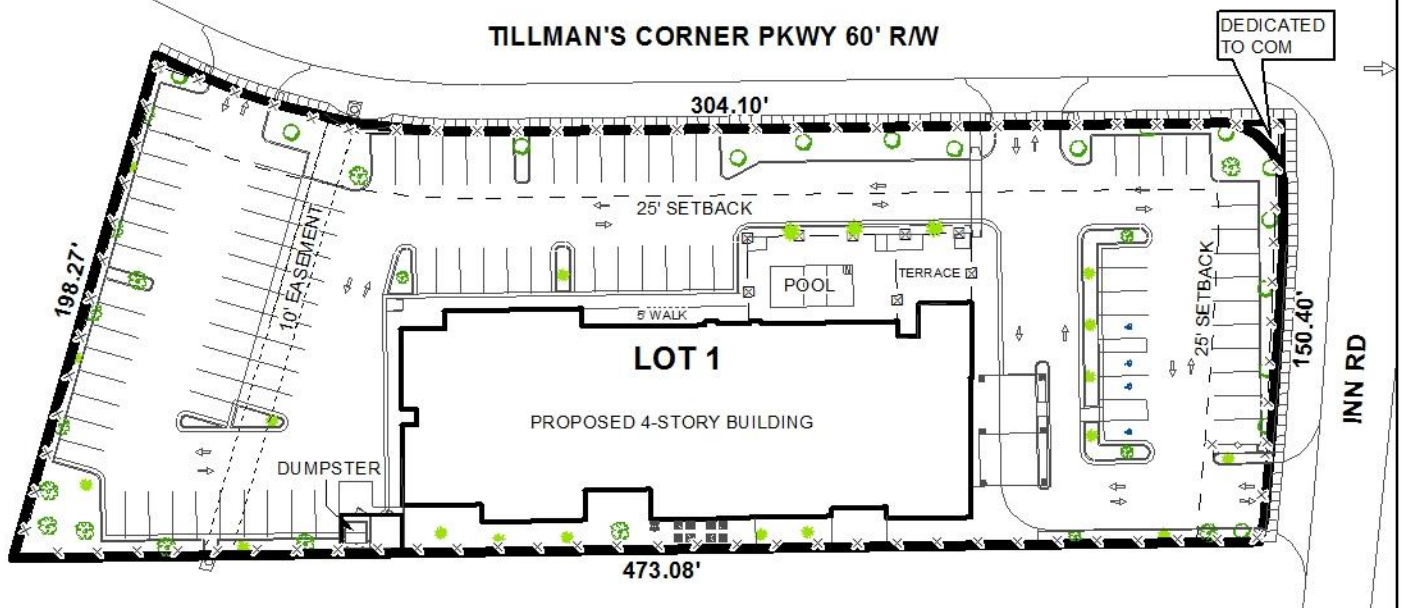 TILLMAN'S CORNER PKWY 60' R/W
DEDICATED
TO COM
304.10'
25' SETBACK
10' EASEMENT
198.27'
POOL
TERRACE
5' WALK
25' SETBACK
150.40'
INN RD
LOT 1
PROPOSED 4-STORY BUILDING
DUMPSTER
473.08'